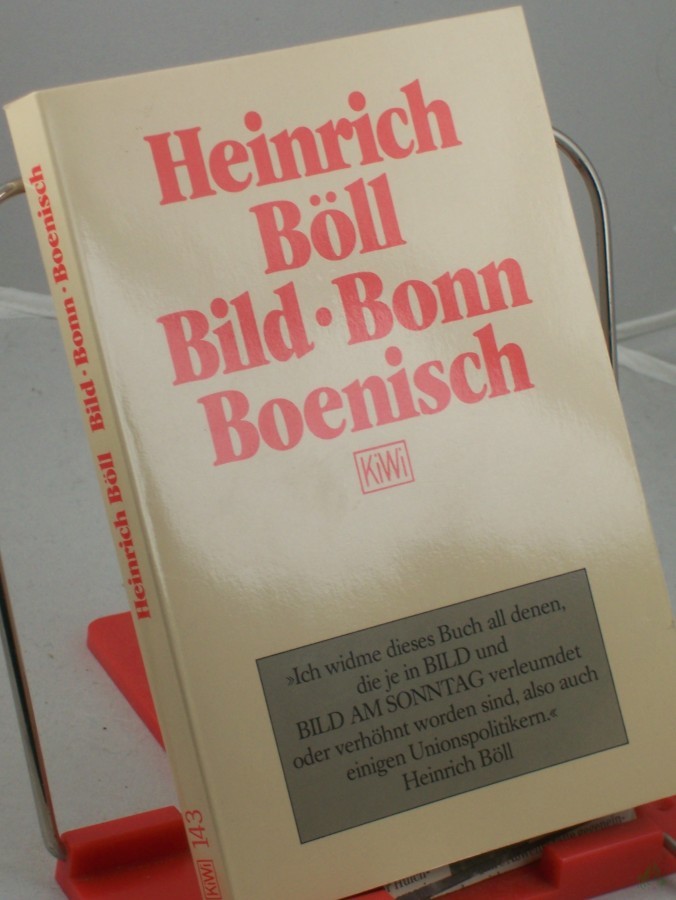 Heinrich
Böll
Bild·Bonn
Boenisch
KiWi
»Ich widme dieses Buch all denen,
die je in BILD und
BILD AM SONNTAG verleumdet
oder verhöhnt worden sind, also auch
einigen Unionspolitikern.«
Heinrich Böll
Heinrich Böll Bild·Bonn·Boenisch
KiWi 143